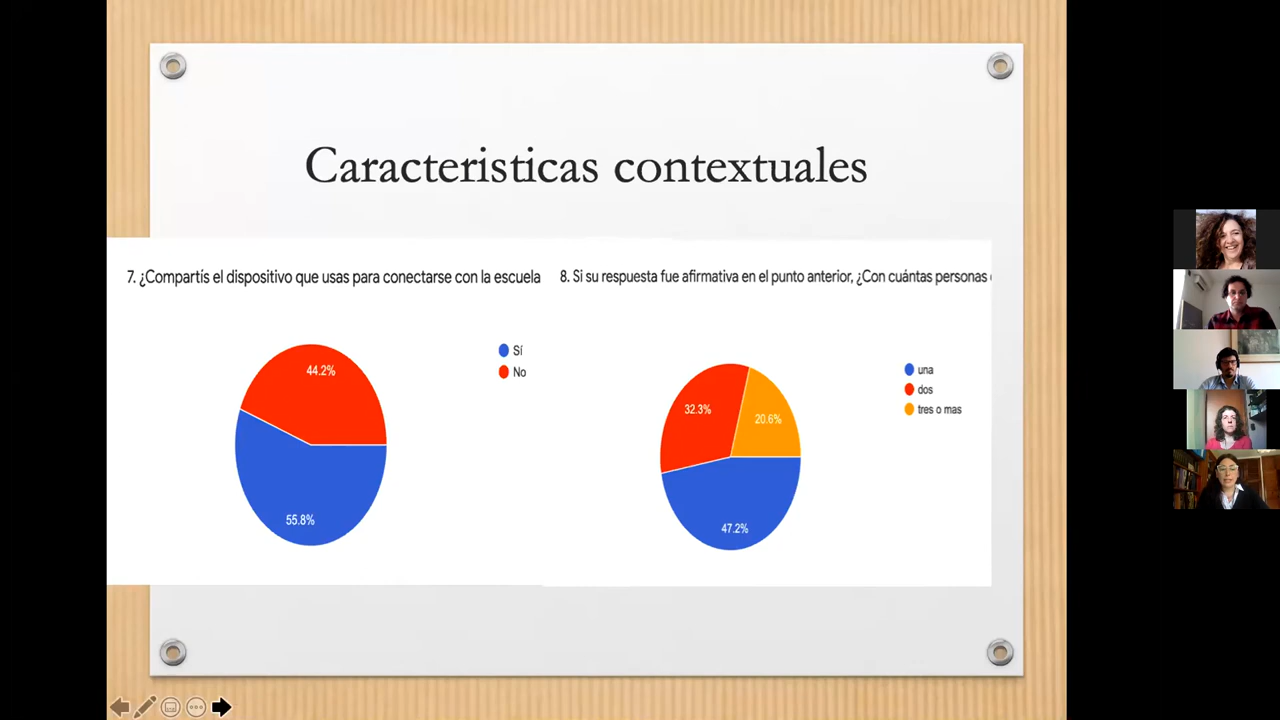 Caracteristicas contextuales
7. ¿Compartís el dispositivo que usas para conectarse con la escuela
Sí
No
44.2%
55.8%
8. Si su respuesta fue afirmativa en el punto anterior, ¿Con cuántas personas
una
dos
tres o mas
32.3%
20.6%
47.2%